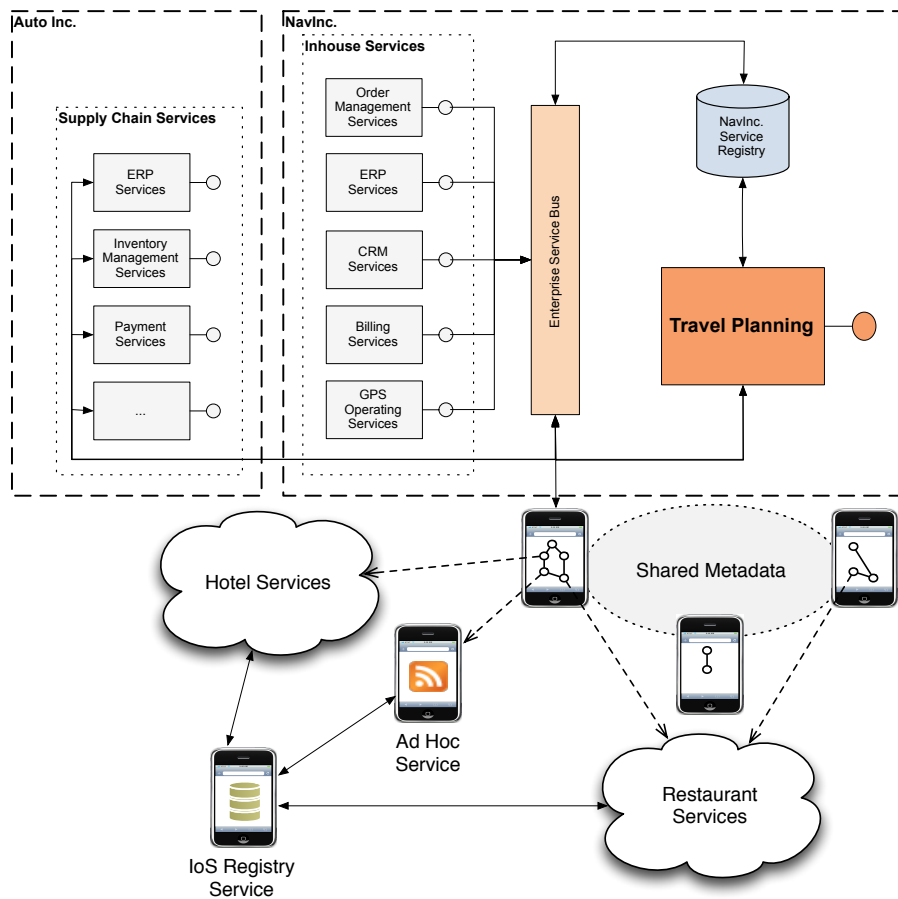 Auto Inc.
Supply Chain Services
ERP
Services
Inventory
Management
Services
Payment
Services
...
NavInc.
Inhouse Services
Order
Management
Services
ERP
Services
CRM
Services
Billing
Services
GPS
Operating
Services
Enterprise Service Bus
NavInc.
Service
Registry
Travel Planning
Hotel Services
Shared Metadata
Ad Hoc
Service
Restaurant
Services
IoS Registry
Service